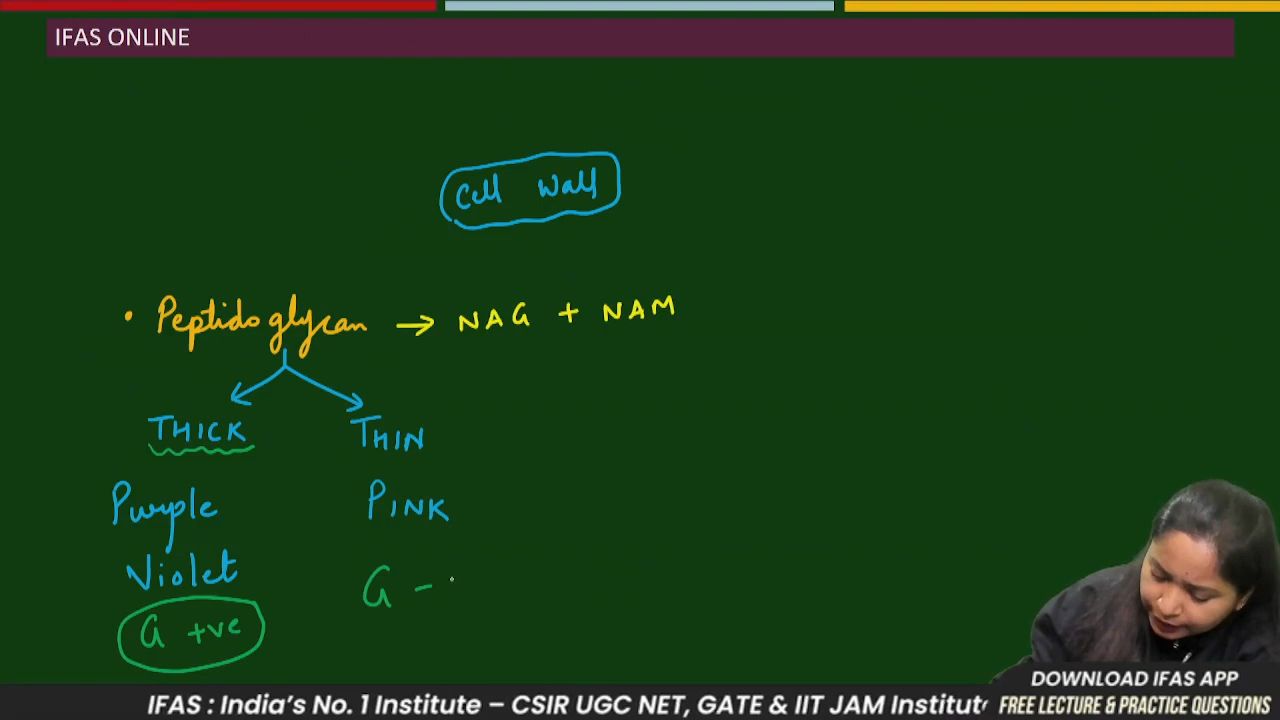 IFAS ONLINE
Cell Wall
• Peptidoglycan → NAG + NAM
THICK THIN
Purple PINK
Violet G -
G +ve
DOWNLOAD IFAS APP
IFAS : India's No. 1 Institute – CSIR UGC NET, GATE & IIT JAM Institut
FREE LECTURE & PRACTICE QUESTIONS